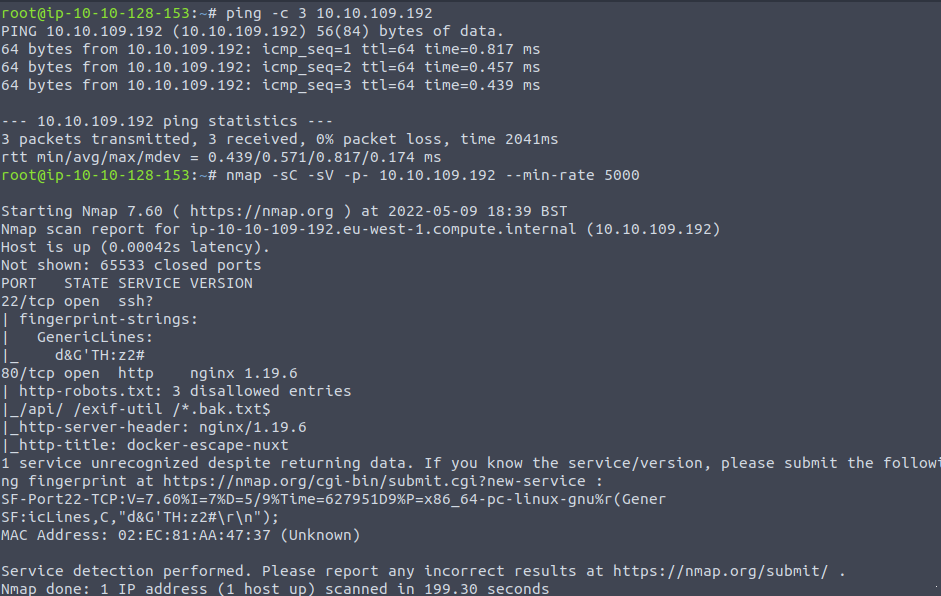 root@ip-10-10-128-153:~# ping -c 3 10.10.109.192
PING 10.10.109.192 (10.10.109.192) 56(84) bytes of data.
64 bytes from 10.10.109.192: icmp_seq=1 ttl=64 time=0.817 ms
64 bytes from 10.10.109.192: icmp_seq=2 ttl=64 time=0.457 ms
64 bytes from 10.10.109.192: icmp_seq=3 ttl=64 time=0.439 ms

--- 10.10.109.192 ping statistics ---
3 packets transmitted, 3 received, 0% packet loss, time 2041ms
rtt min/avg/max/mdev = 0.439/0.571/0.817/0.174 ms
root@ip-10-10-128-153:~# nmap -sC -sV -p- 10.10.109.192 --min-rate 5000

Starting Nmap 7.60 ( https://nmap.org ) at 2022-05-09 18:39 BST
Nmap scan report for ip-10-10-109-192.eu-west-1.compute.internal (10.10.109.192)
Host is up (0.00042s latency).
Not shown: 65533 closed ports
PORT   STATE SERVICE VERSION
22/tcp open  ssh?
| fingerprint-strings:
|   GenericLines:
|_    d&G'TH:z2#
80/tcp open  http    nginx 1.19.6
| http-robots.txt: 3 disallowed entries
|_/api/ /exif-util /*.bak.txt$
|_http-server-header: nginx/1.19.6
|_http-title: docker-escape-nuxt
1 service unrecognized despite returning data. If you know the service/version, please submit the followi
ng fingerprint at https://nmap.org/cgi-bin/submit.cgi?new-service :
SF-Port22-TCP:V=7.60%I=7%D=5/9%Time=627951D9%P=x86_64-pc-linux-gnu%r(Gener
SF:icLines,C,"d&G'TH:z2#\r\n");
MAC Address: 02:EC:81:AA:47:37 (Unknown)

Service detection performed. Please report any incorrect results at https://nmap.org/submit/ .
Nmap done: 1 IP address (1 host up) scanned in 199.30 seconds